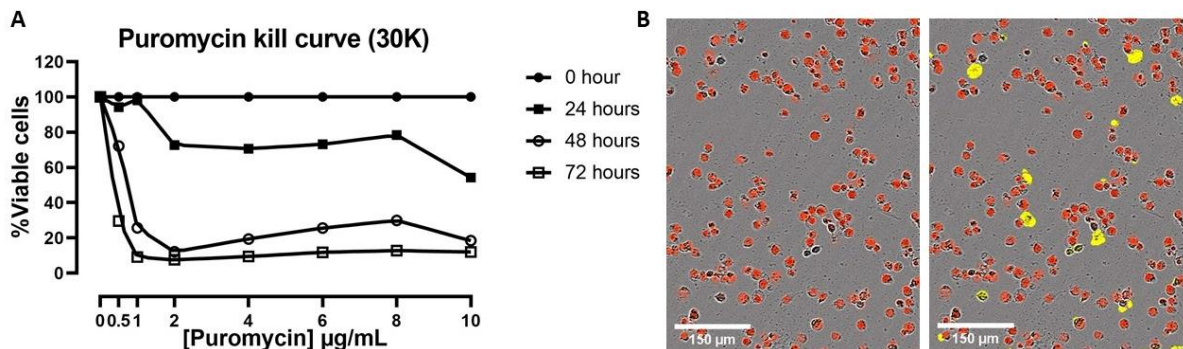 A
Puromycin kill curve (30K)
120
100
80
60
40
20
0
%Viable cells
0 0.5 1 2 4 6 8 10
[Puromycin] µg/mL
0 hour
24 hours
48 hours
72 hours
B
150 µm
150 µm